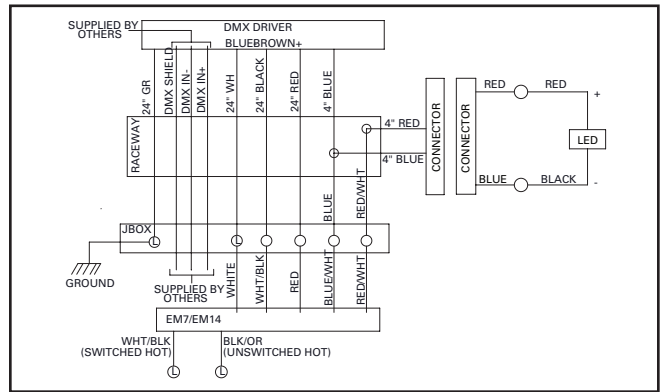 SUPPLIED BY
OTHERS
DMX DRIVER
BLUE-
BROWN+
24" GR
DMX SHIELD
DMX IN-
DMX IN+
24" WH
24" BLACK
24" RED
4" BLUE
RACEWAY
4" RED
4" BLUE
CONNECTOR
CONNECTOR
RED
RED
+
LED
BLUE
BLACK
-
BLUE
RED/WHT
JBOX
L
L
GROUND
SUPPLIED BY
OTHERS
WHITE
WHT/BLK
RED
BLUE/WHT
RED/WHT
EM7/EM14
WHT/BLK
(SWITCHED HOT)
BLK/OR
(UNSWITCHED HOT)
L
L